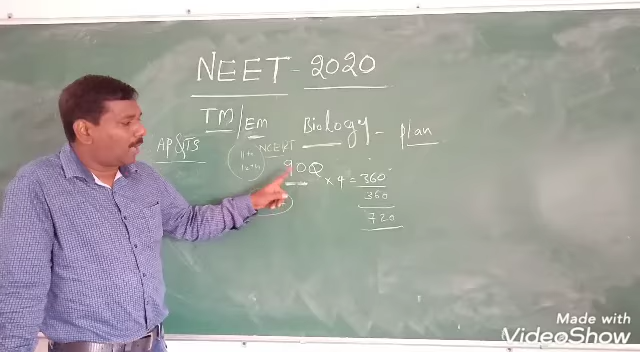 NEET - 2020
TM/EM
Biology - plan
AP & TS
NCERT
11th
90Q × 4 = 360
360
720
Made with
VideoShow